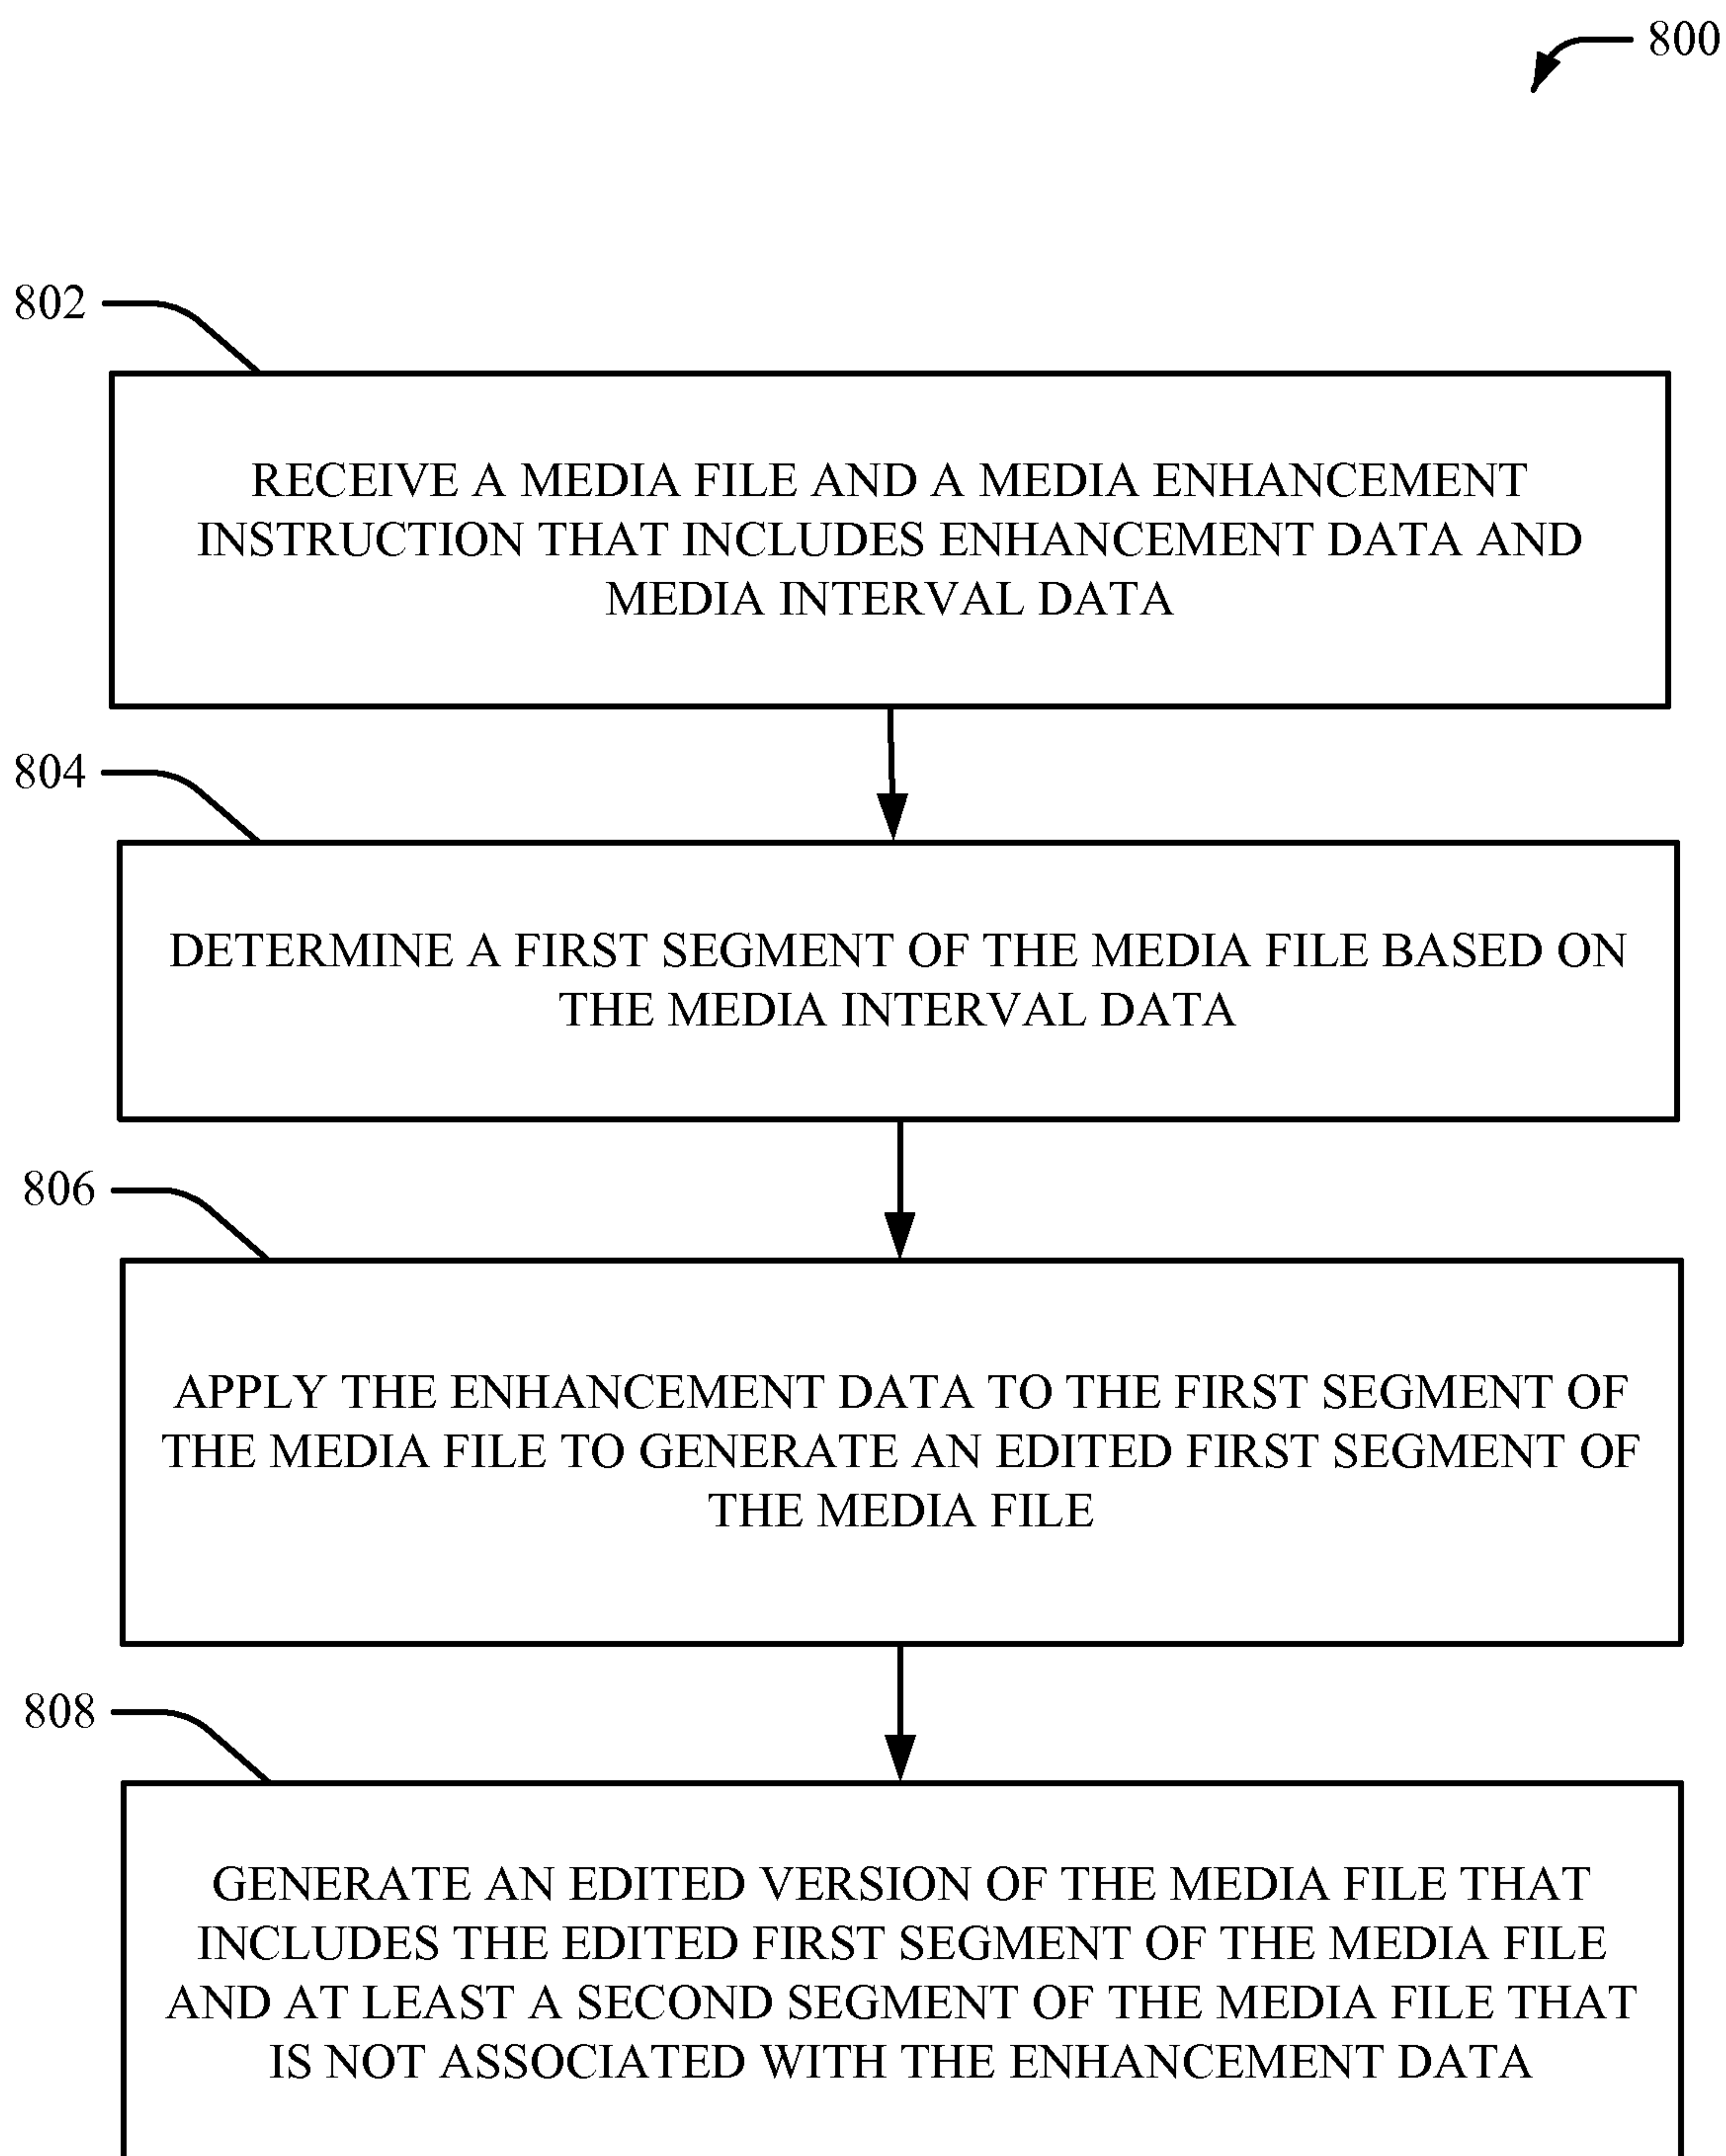 800
802
RECEIVE A MEDIA FILE AND A MEDIA ENHANCEMENT
INSTRUCTION THAT INCLUDES ENHANCEMENT DATA AND
MEDIA INTERVAL DATA
804
DETERMINE A FIRST SEGMENT OF THE MEDIA FILE BASED ON
THE MEDIA INTERVAL DATA
806
APPLY THE ENHANCEMENT DATA TO THE FIRST SEGMENT OF
THE MEDIA FILE TO GENERATE AN EDITED FIRST SEGMENT OF
THE MEDIA FILE
808
GENERATE AN EDITED VERSION OF THE MEDIA FILE THAT
INCLUDES THE EDITED FIRST SEGMENT OF THE MEDIA FILE
AND AT LEAST A SECOND SEGMENT OF THE MEDIA FILE THAT
IS NOT ASSOCIATED WITH THE ENHANCEMENT DATA